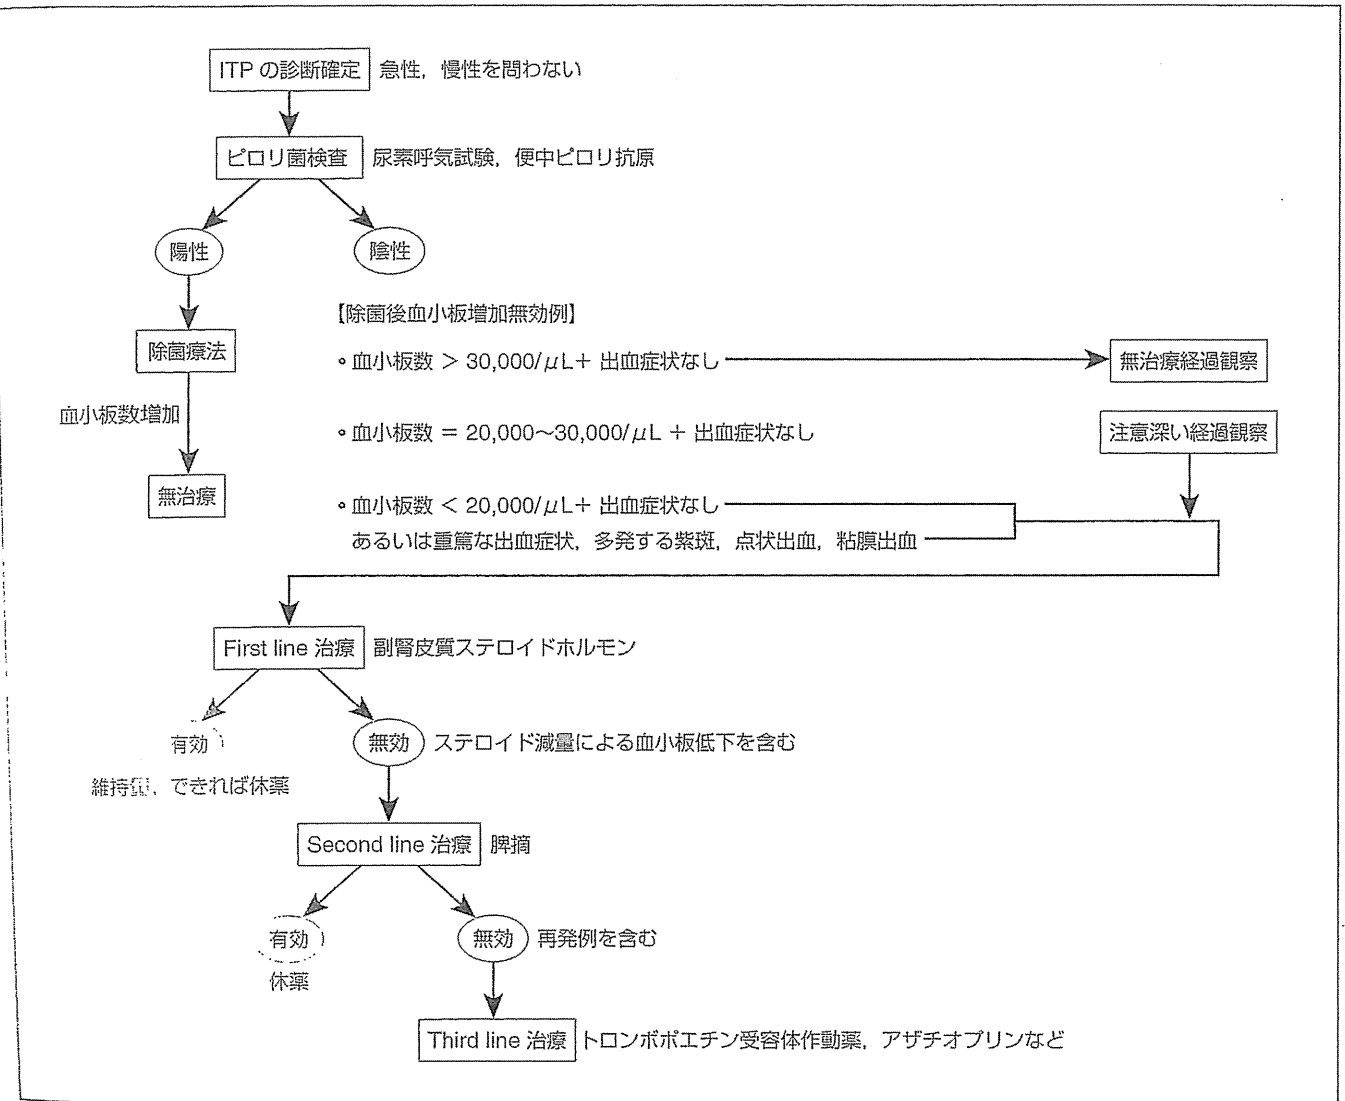 ITP の診断確定 急性，慢性を問わない
ピロリ菌検査 尿素呼気試験，便中ピロリ抗原
陽性 陰性
【除菌後血小板増加無効例】
除菌療法
•血小板数 > 30,000/μL+ 出血症状なし 無治療経過観察
血小板数増加
•血小板数 = 20,000〜30,000/μL + 出血症状なし 注意深い経過観察
無治療
•血小板数 < 20,000/μL+ 出血症状なし
あるいは重篤な出血症状，多発する紫斑，点状出血，粘膜出血
First line 治療 副腎皮質ステロイドホルモン
有効 無効 ステロイド減量による血小板低下を含む
維持量，できれば休薬
Second line 治療 脾摘
有効 無効 再発例を含む
休薬
Third line 治療 トロンボポエチン受容体作動薬，アザチオプリンなど